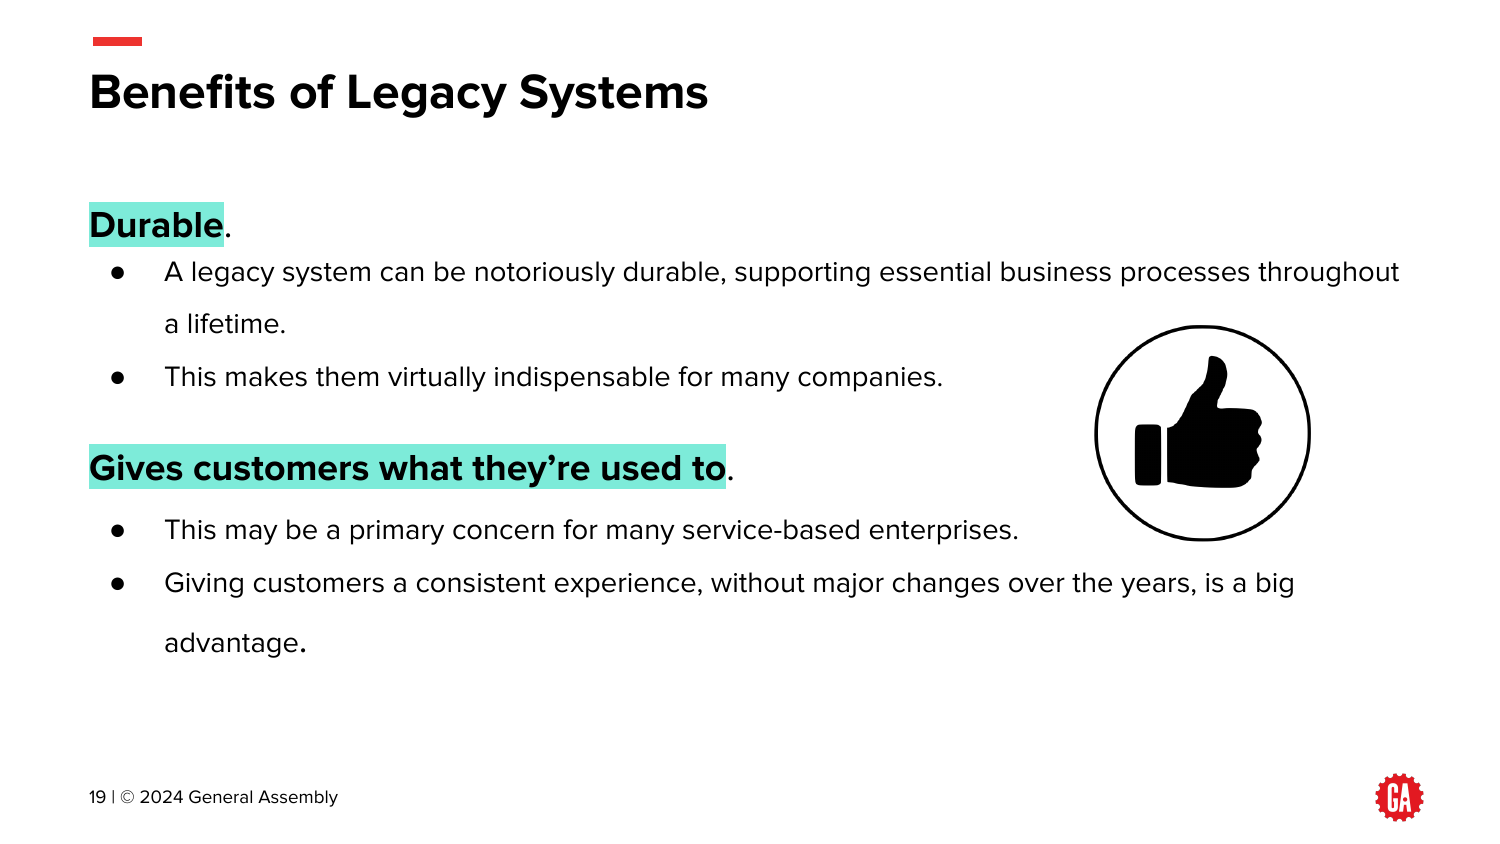 Benefits of Legacy Systems
Durable.
● A legacy system can be notoriously durable, supporting essential business processes throughout
a lifetime.
● This makes them virtually indispensable for many companies.
Gives customers what they’re used to.
● This may be a primary concern for many service-based enterprises.
● Giving customers a consistent experience, without major changes over the years, is a big
advantage.
19 | © 2024 General Assembly
GA